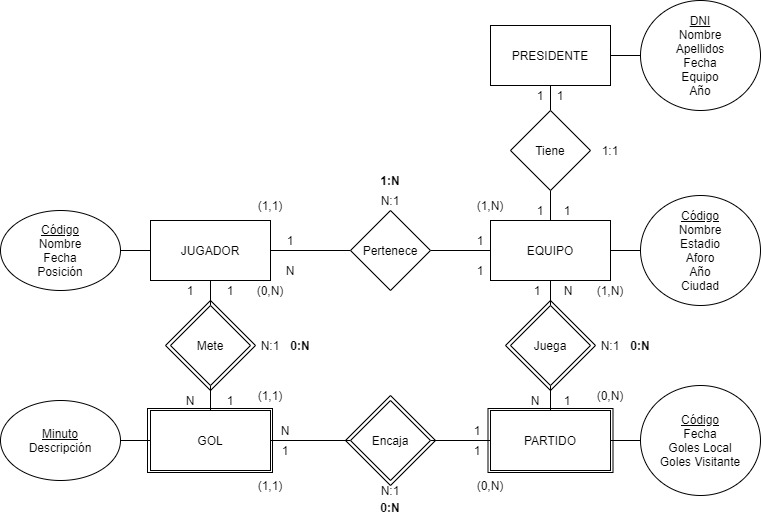 DNI
Nombre
Apellidos
Fecha
Equipo
Año
PRESIDENTE
1 1
Tiene
1:1
1 1
1:N
N:1
(1,1)
(1,N)
Código
Nombre
Fecha
Posición
JUGADOR
1
N
Pertenece
1
1
EQUIPO
Código
Nombre
Estadio
Aforo
Año
Ciudad
1 1
(0,N)
1 N
(1,N)
Mete
N:1 0:N
Juega
N:1 0:N
N 1
(1,1)
N 1
(0,N)
Minuto
Descripción
GOL
N
1
Encaja
1
1
PARTIDO
Código
Fecha
Goles Local
Goles Visitante
(1,1)
N:1
0:N
(0,N)